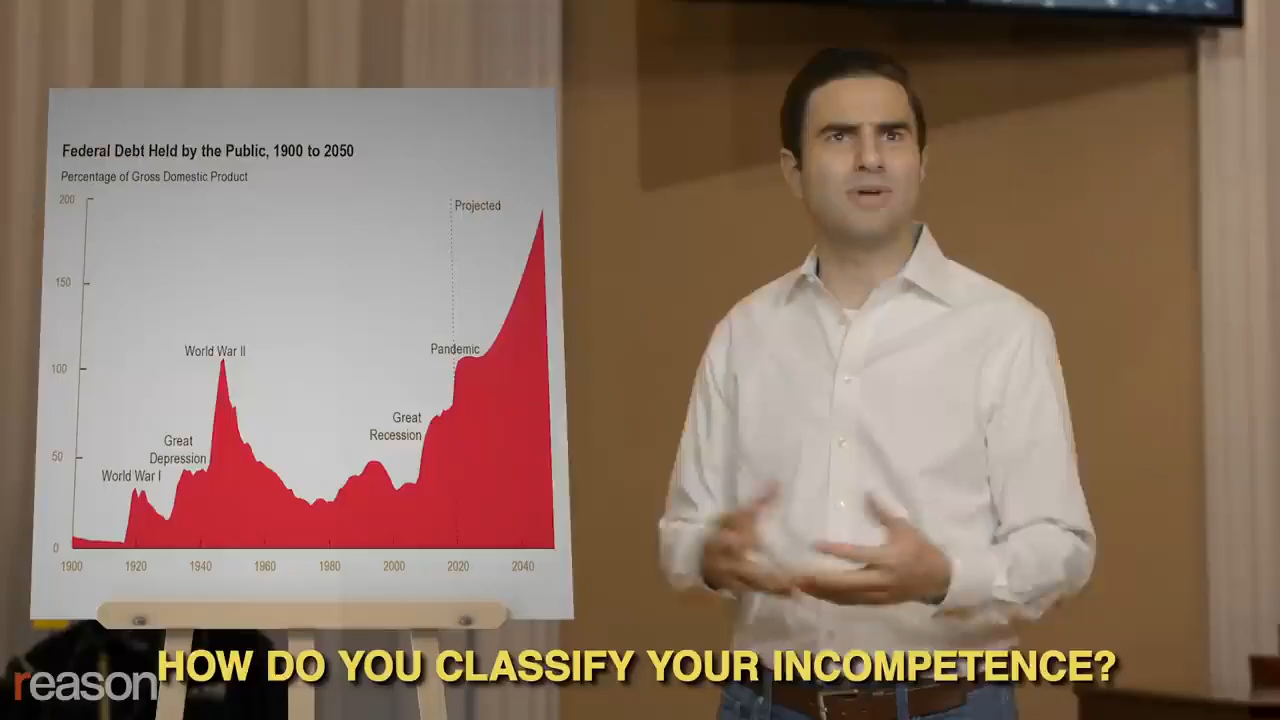 Federal Debt Held by the Public, 1900 to 2050
Percentage of Gross Domestic Product
200
Projected
150
World War II
Pandemic
100
Great
Recession
Great
Depression
50
World War I
0
1900 1920 1940 1960 1980 2000 2020 2040
HOW DO YOU CLASSIFY YOUR INCOMPETENCE?
reason